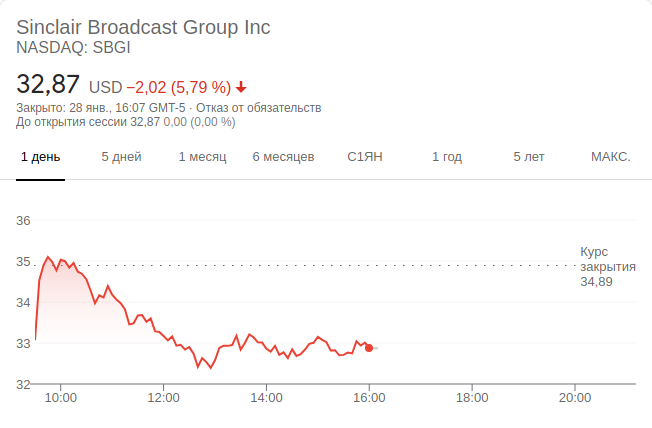 Sinclair Broadcast Group Inc
NASDAQ: SBGI
32,87 USD −2,02 (5,79 %)
Закрыто: 28 янв., 16:07 GMT-5 · Отказ от обязательств
До открытия сессии 32,87 0,00 (0,00 %)
1 день 5 дней 1 месяц 6 месяцев С1ЯН 1 год 5 лет МАКС.
36
35
34
33
32
Курс
закрытия
34,89
10:00 12:00 14:00 16:00 18:00 20:00